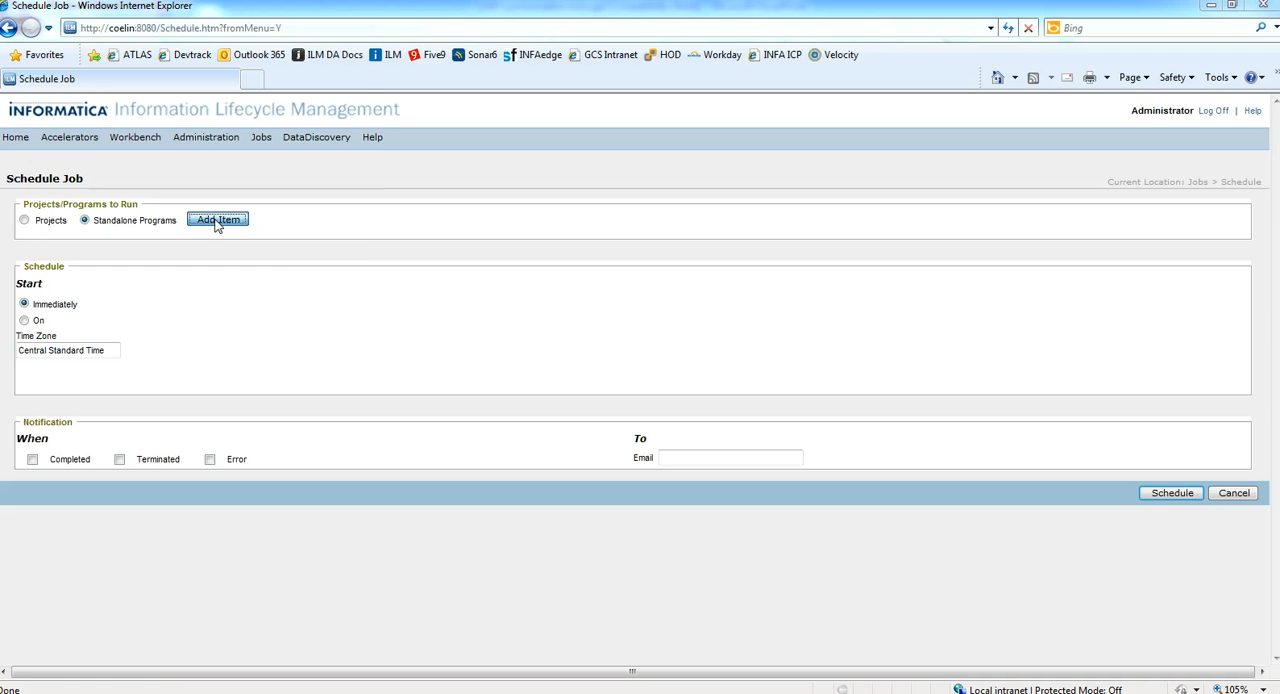 Schedule Job - Windows Internet Explorer
http://coelin:8080/Schedule.htm?fromMenu=Y
Bing
Favorites ATLAS Devtrack Outlook 365 ILM DA Docs ILM Five9 Sonar6 INFAedge GCS Intranet HOD Workday INFA ICP Velocity
Schedule Job
Page Safety Tools
INFORMATICA Information Lifecycle Management
Administrator Log Off | Help
Home Accelerators Workbench Administration Jobs DataDiscovery Help
Schedule Job
Current Location: Jobs > Schedule
Projects/Programs to Run
Projects Standalone Programs Add Item
Schedule
Start
Immediately
On
Time Zone
Central Standard Time
Notification
When To
Completed Terminated Error Email
Schedule Cancel
Done Local intranet | Protected Mode: Off 105%